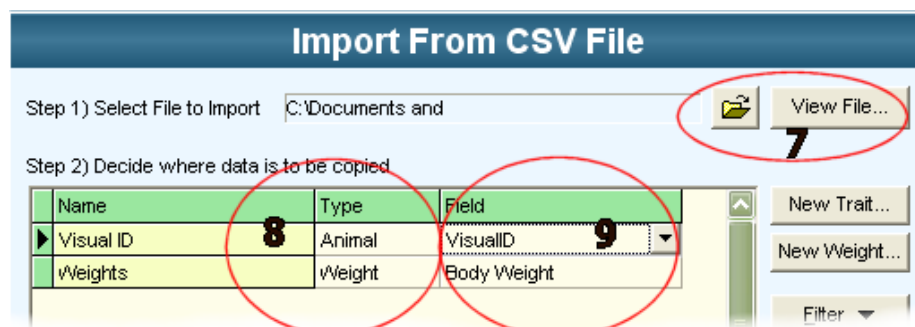 Import From CSV File
Step 1) Select File to Import C:\Documents and View File...
7
Step 2) Decide where data is to be copied
Name 8 Type Field New Trait...
Visual ID Animal VisualID 9 New Weight...
Weights Weight Body Weight
Filter